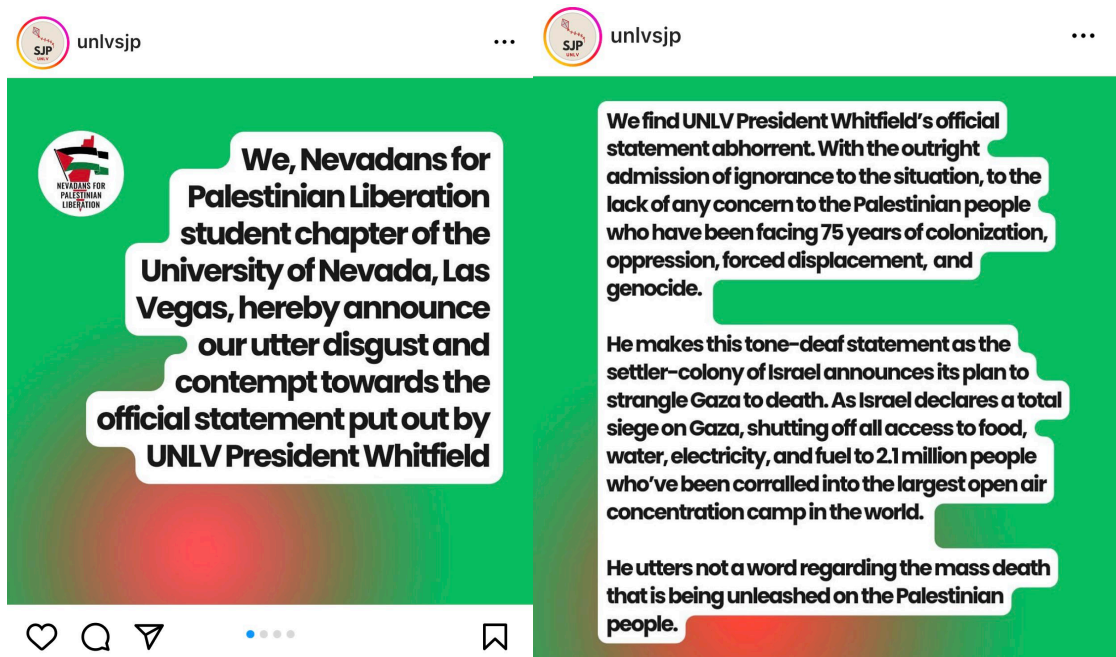 SJP
UNLV
unlvsjp
NEVADANS FOR
PALESTINIAN
LIBERATION
We, Nevadans for
Palestinian Liberation
student chapter of the
University of Nevada, Las
Vegas, hereby announce
our utter disgust and
contempt towards the
official statement put out by
UNLV President Whitfield
SJP
UNLV
unlvsjp
We find UNLV President Whitfield's official
statement abhorrent. With the outright
admission of ignorance to the situation, to the
lack of any concern to the Palestinian people
who have been facing 75 years of colonization,
oppression, forced displacement, and
genocide.
He makes this tone-deaf statement as the
settler-colony of Israel announces its plan to
strangle Gaza to death. As Israel declares a total
siege on Gaza, shutting off all access to food,
water, electricity, and fuel to 2.1 million people
who've been corralled into the largest open air
concentration camp in the world.
He utters not a word regarding the mass death
that is being unleashed on the Palestinian
people.